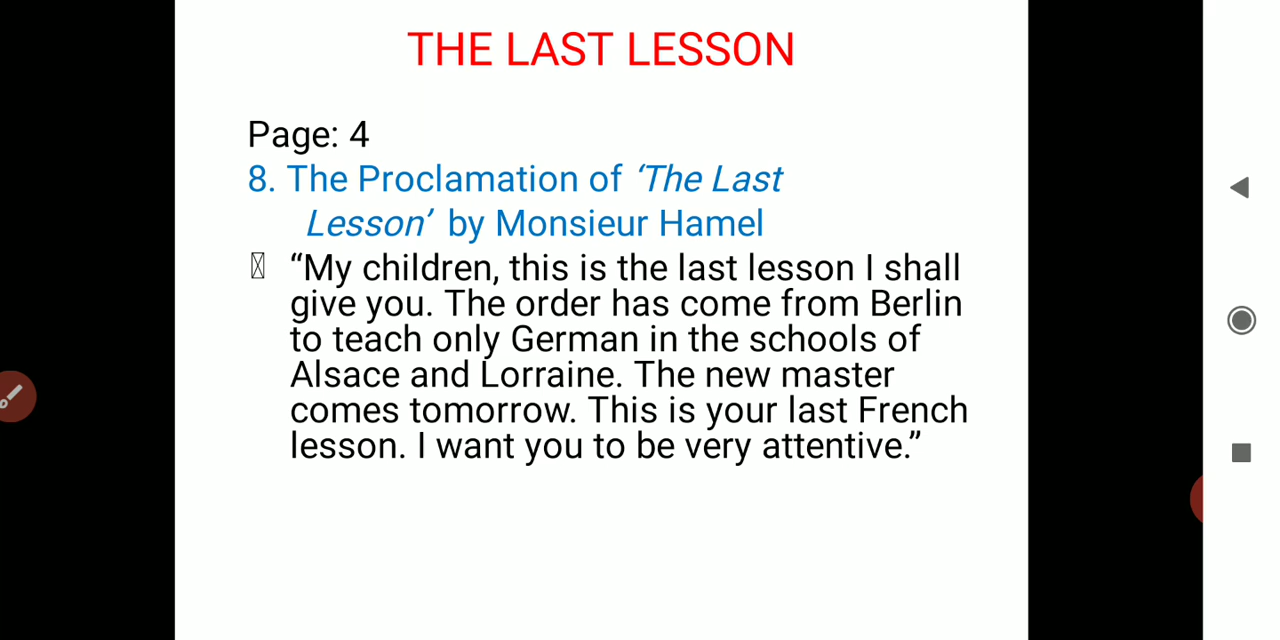 THE LAST LESSON
Page: 4
8. The Proclamation of ‘The Last
Lesson’ by Monsieur Hamel
“My children, this is the last lesson I shall
give you. The order has come from Berlin
to teach only German in the schools of
Alsace and Lorraine. The new master
comes tomorrow. This is your last French
lesson. I want you to be very attentive.”